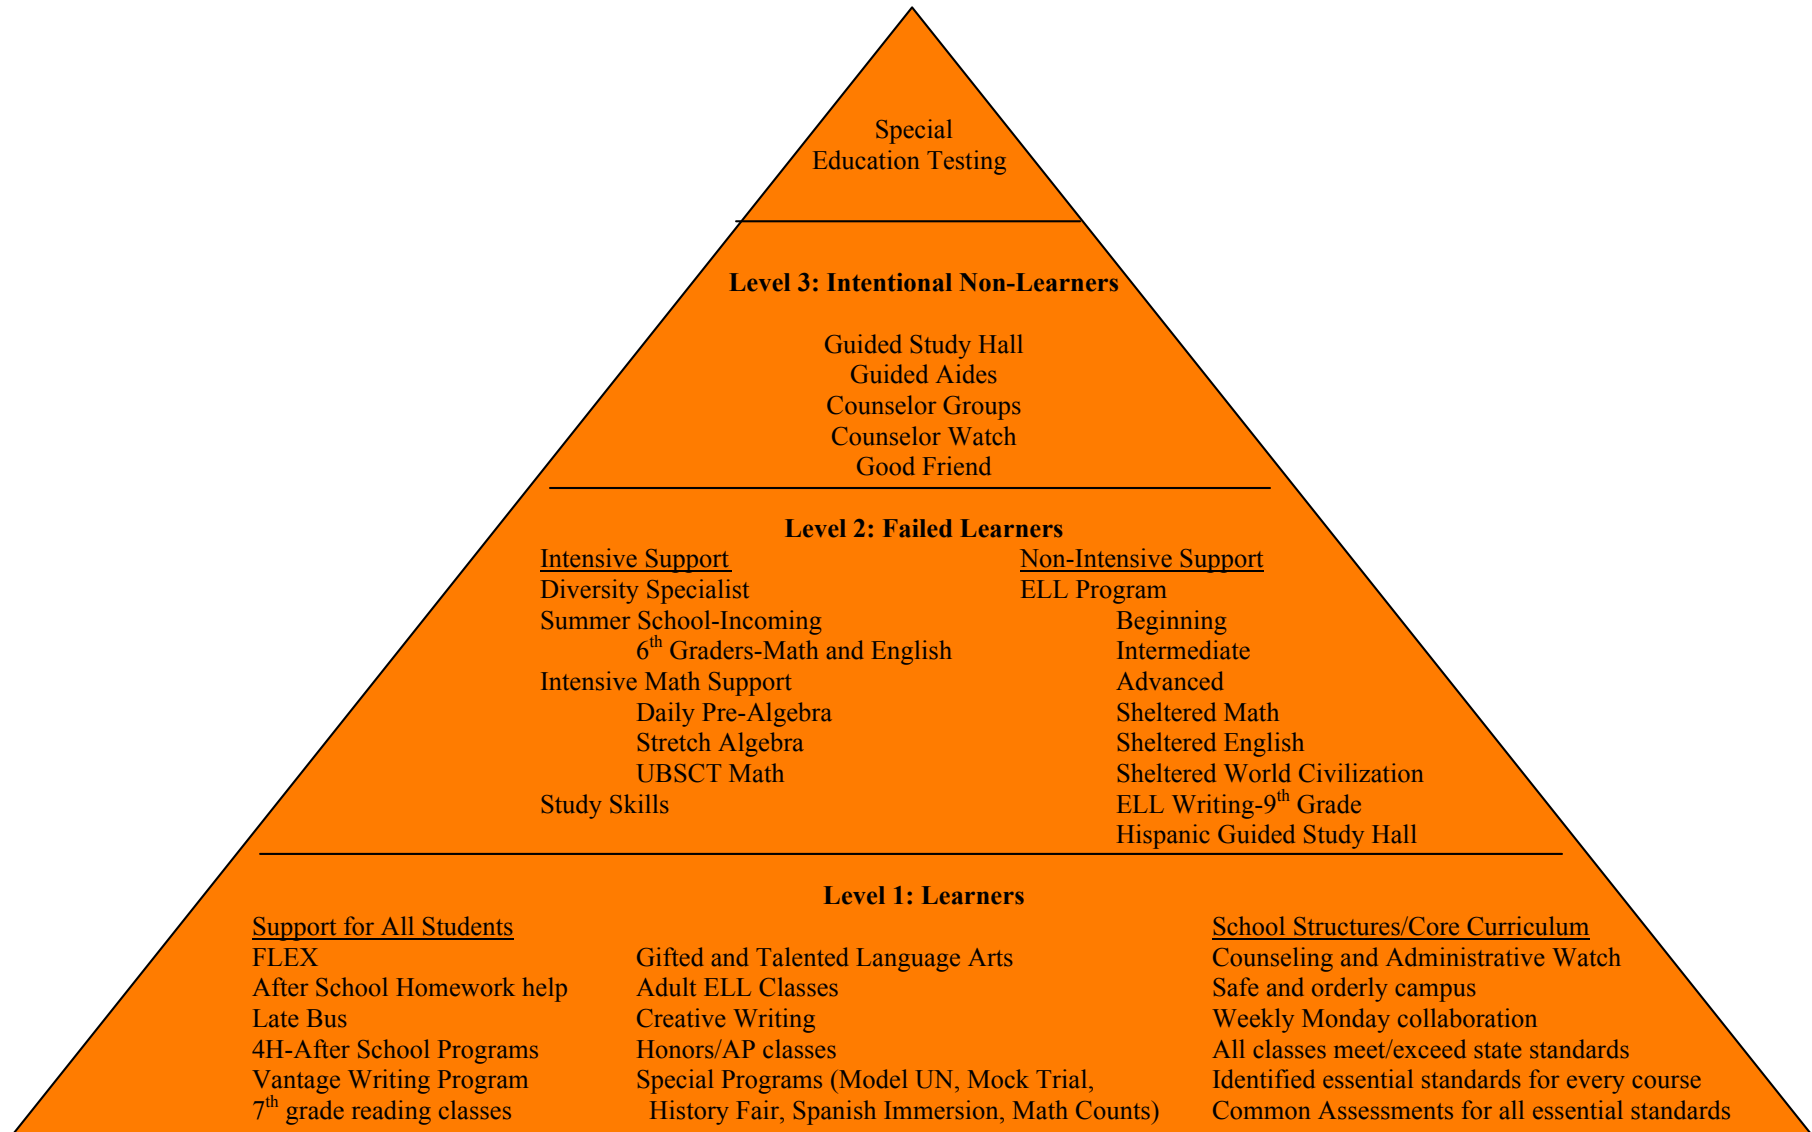 Special
Education Testing
Level 3: Intentional Non-Learners
Guided Study Hall
Guided Aides
Counselor Groups
Counselor Watch
Good Friend
Level 2: Failed Learners
Intensive Support
Diversity Specialist
Summer School-Incoming
6th Graders-Math and English
Intensive Math Support
Daily Pre-Algebra
Stretch Algebra
UBSCT Math
Study Skills
Non-Intensive Support
ELL Program
Beginning
Intermediate
Advanced
Sheltered Math
Sheltered English
Sheltered World Civilization
ELL Writing-9th Grade
Hispanic Guided Study Hall
Level 1: Learners
Support for All Students
FLEX
After School Homework help
Late Bus
4H-After School Programs
Vantage Writing Program
7th grade reading classes
Gifted and Talented Language Arts
Adult ELL Classes
Creative Writing
Honors/AP classes
Special Programs (Model UN, Mock Trial,
History Fair, Spanish Immersion, Math Counts)
School Structures/Core Curriculum
Counseling and Administrative Watch
Safe and orderly campus
Weekly Monday collaboration
All classes meet/exceed state standards
Identified essential standards for every course
Common Assessments for all essential standards